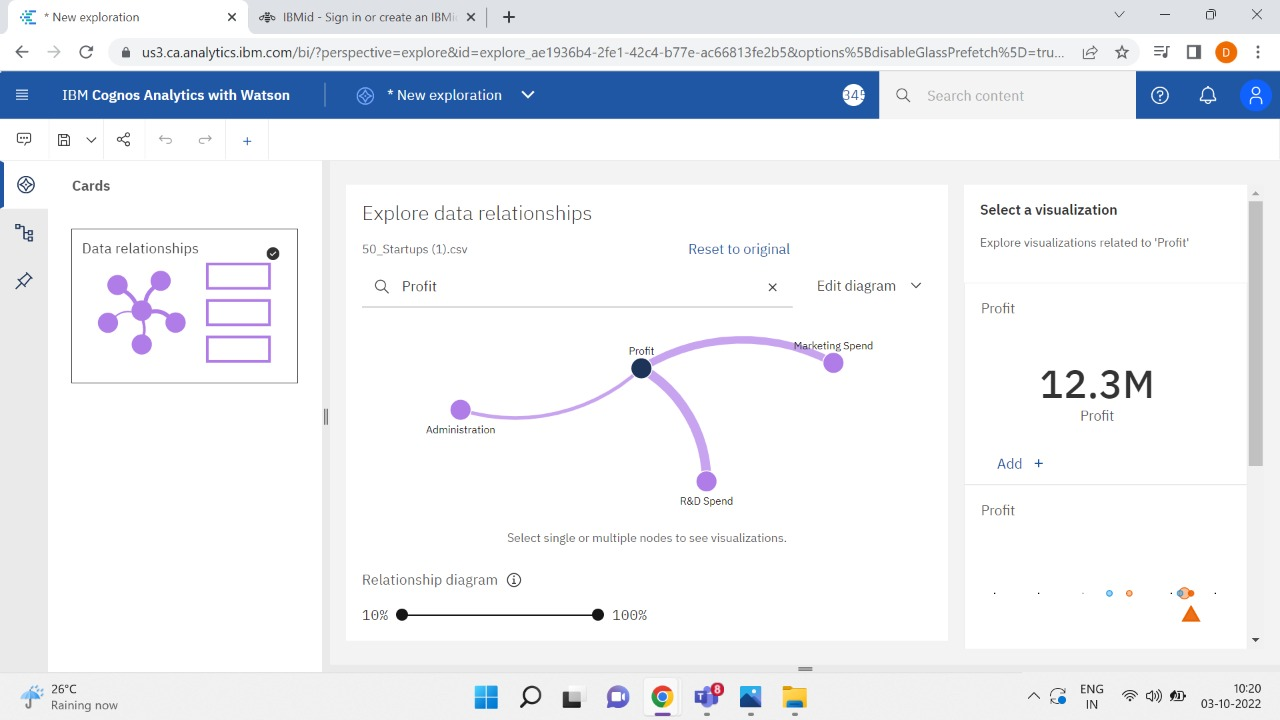 * New exploration
IBMid - Sign in or create an IBMi
us3.ca.analytics.ibm.com/bi/?perspective=explore&id=explore_ae1936b4-2fe1-42c4-b77e-ac66813fe2b5&options%5BdisableGlassPrefetch%5D=tru...
D
IBM Cognos Analytics with Watson
* New exploration
345
Search content
Cards
Data relationships
Explore data relationships
50_Startups (1).csv
Reset to original
Profit
Edit diagram
Profit
Marketing Spend
Administration
R&D Spend
Select single or multiple nodes to see visualizations.
Relationship diagram
10%
100%
Select a visualization
Explore visualizations related to 'Profit'
Profit
12.3M
Profit
Add +
Profit
26°C
Raining now
8
ENG
IN
10:20
03-10-2022